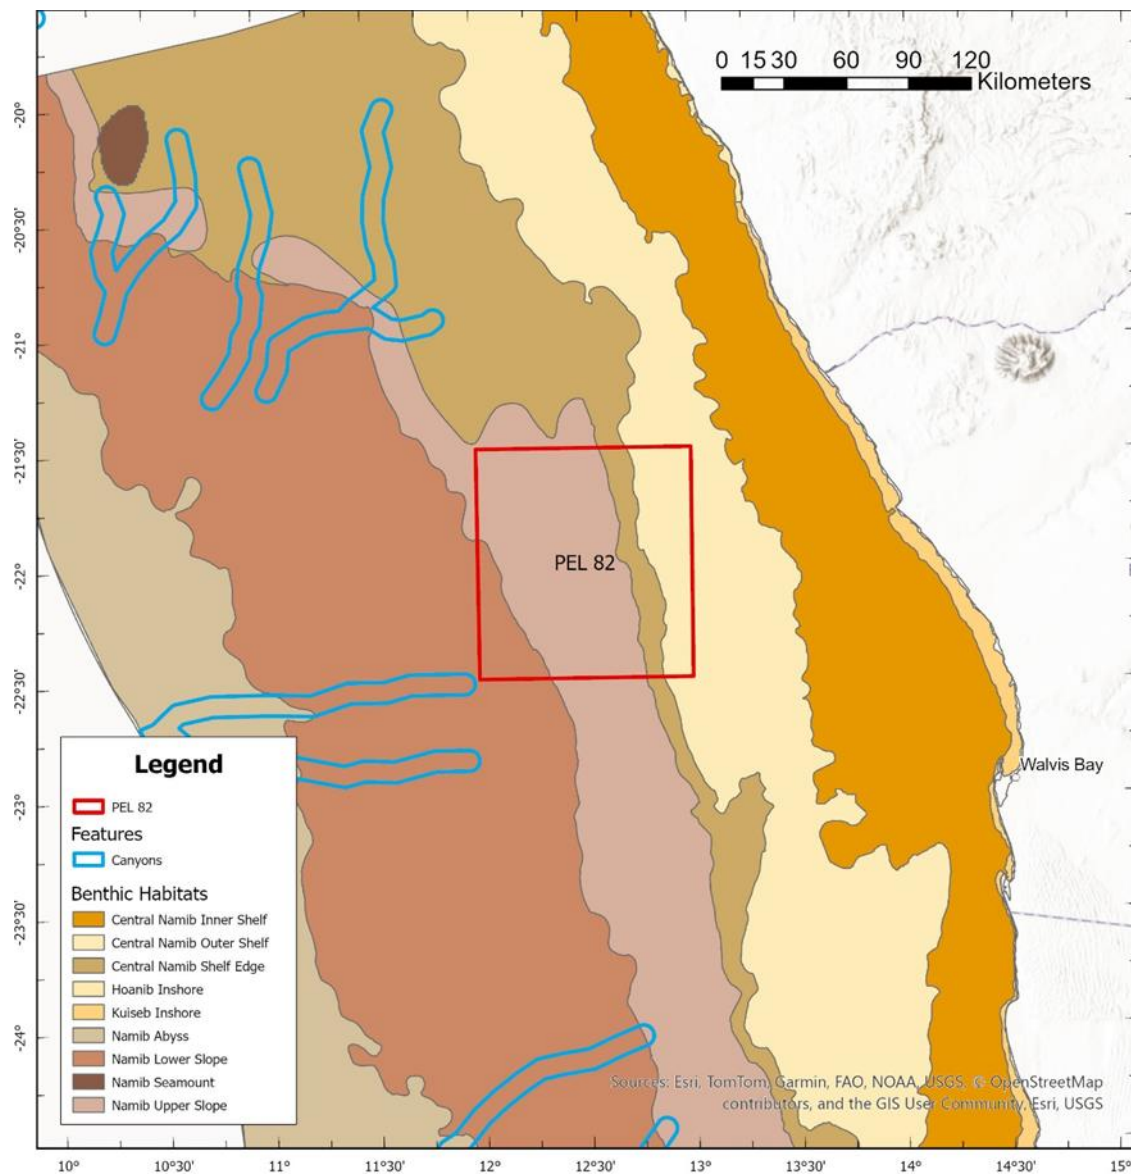 0 15 30 60 90 120
Kilometers
-20°
-20°30'
-21°
-21°30'
-22°
-22°30'
-23°
-23°30'
-24°
PEL 82
Walvis Bay
Legend
PEL 82
Features
Canyons
Benthic Habitats
Central Namib Inner Shelf
Central Namib Outer Shelf
Central Namib Shelf Edge
Hoanib Inshore
Kuiseb Inshore
Namib Abyss
Namib Lower Slope
Namib Seamount
Namib Upper Slope
Sources: Esri, TomTom, Garmin, FAO, NOAA, USGS, © OpenStreetMap
contributors, and the GIS User Community, Esri, USGS
10° 10°30' 11° 11°30' 12° 12°30' 13° 13°30' 14° 14°30' 15°